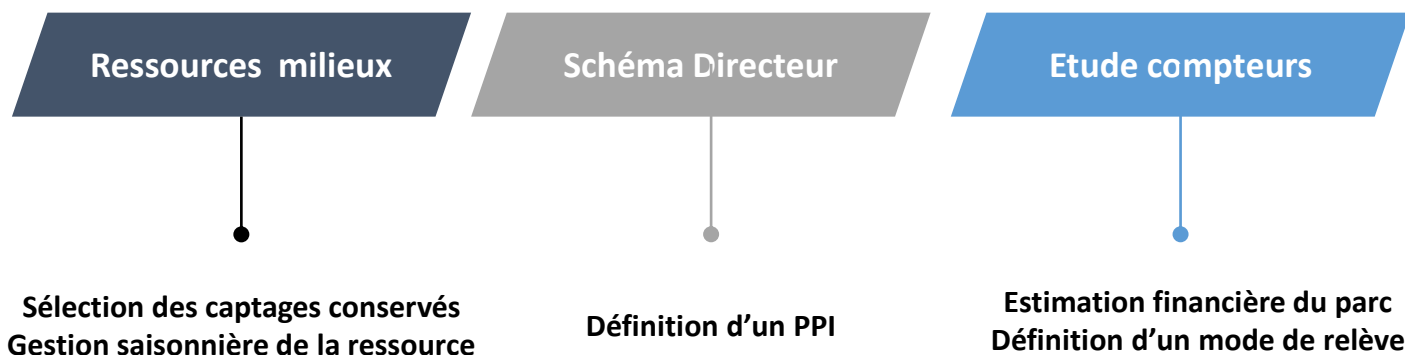 Ressources milieux
Schéma Directeur
Etude compteurs
Sélection des captages conservés
Gestion saisonnière de la ressource
Définition d’un PPI
Estimation financière du parc
Définition d’un mode de relève